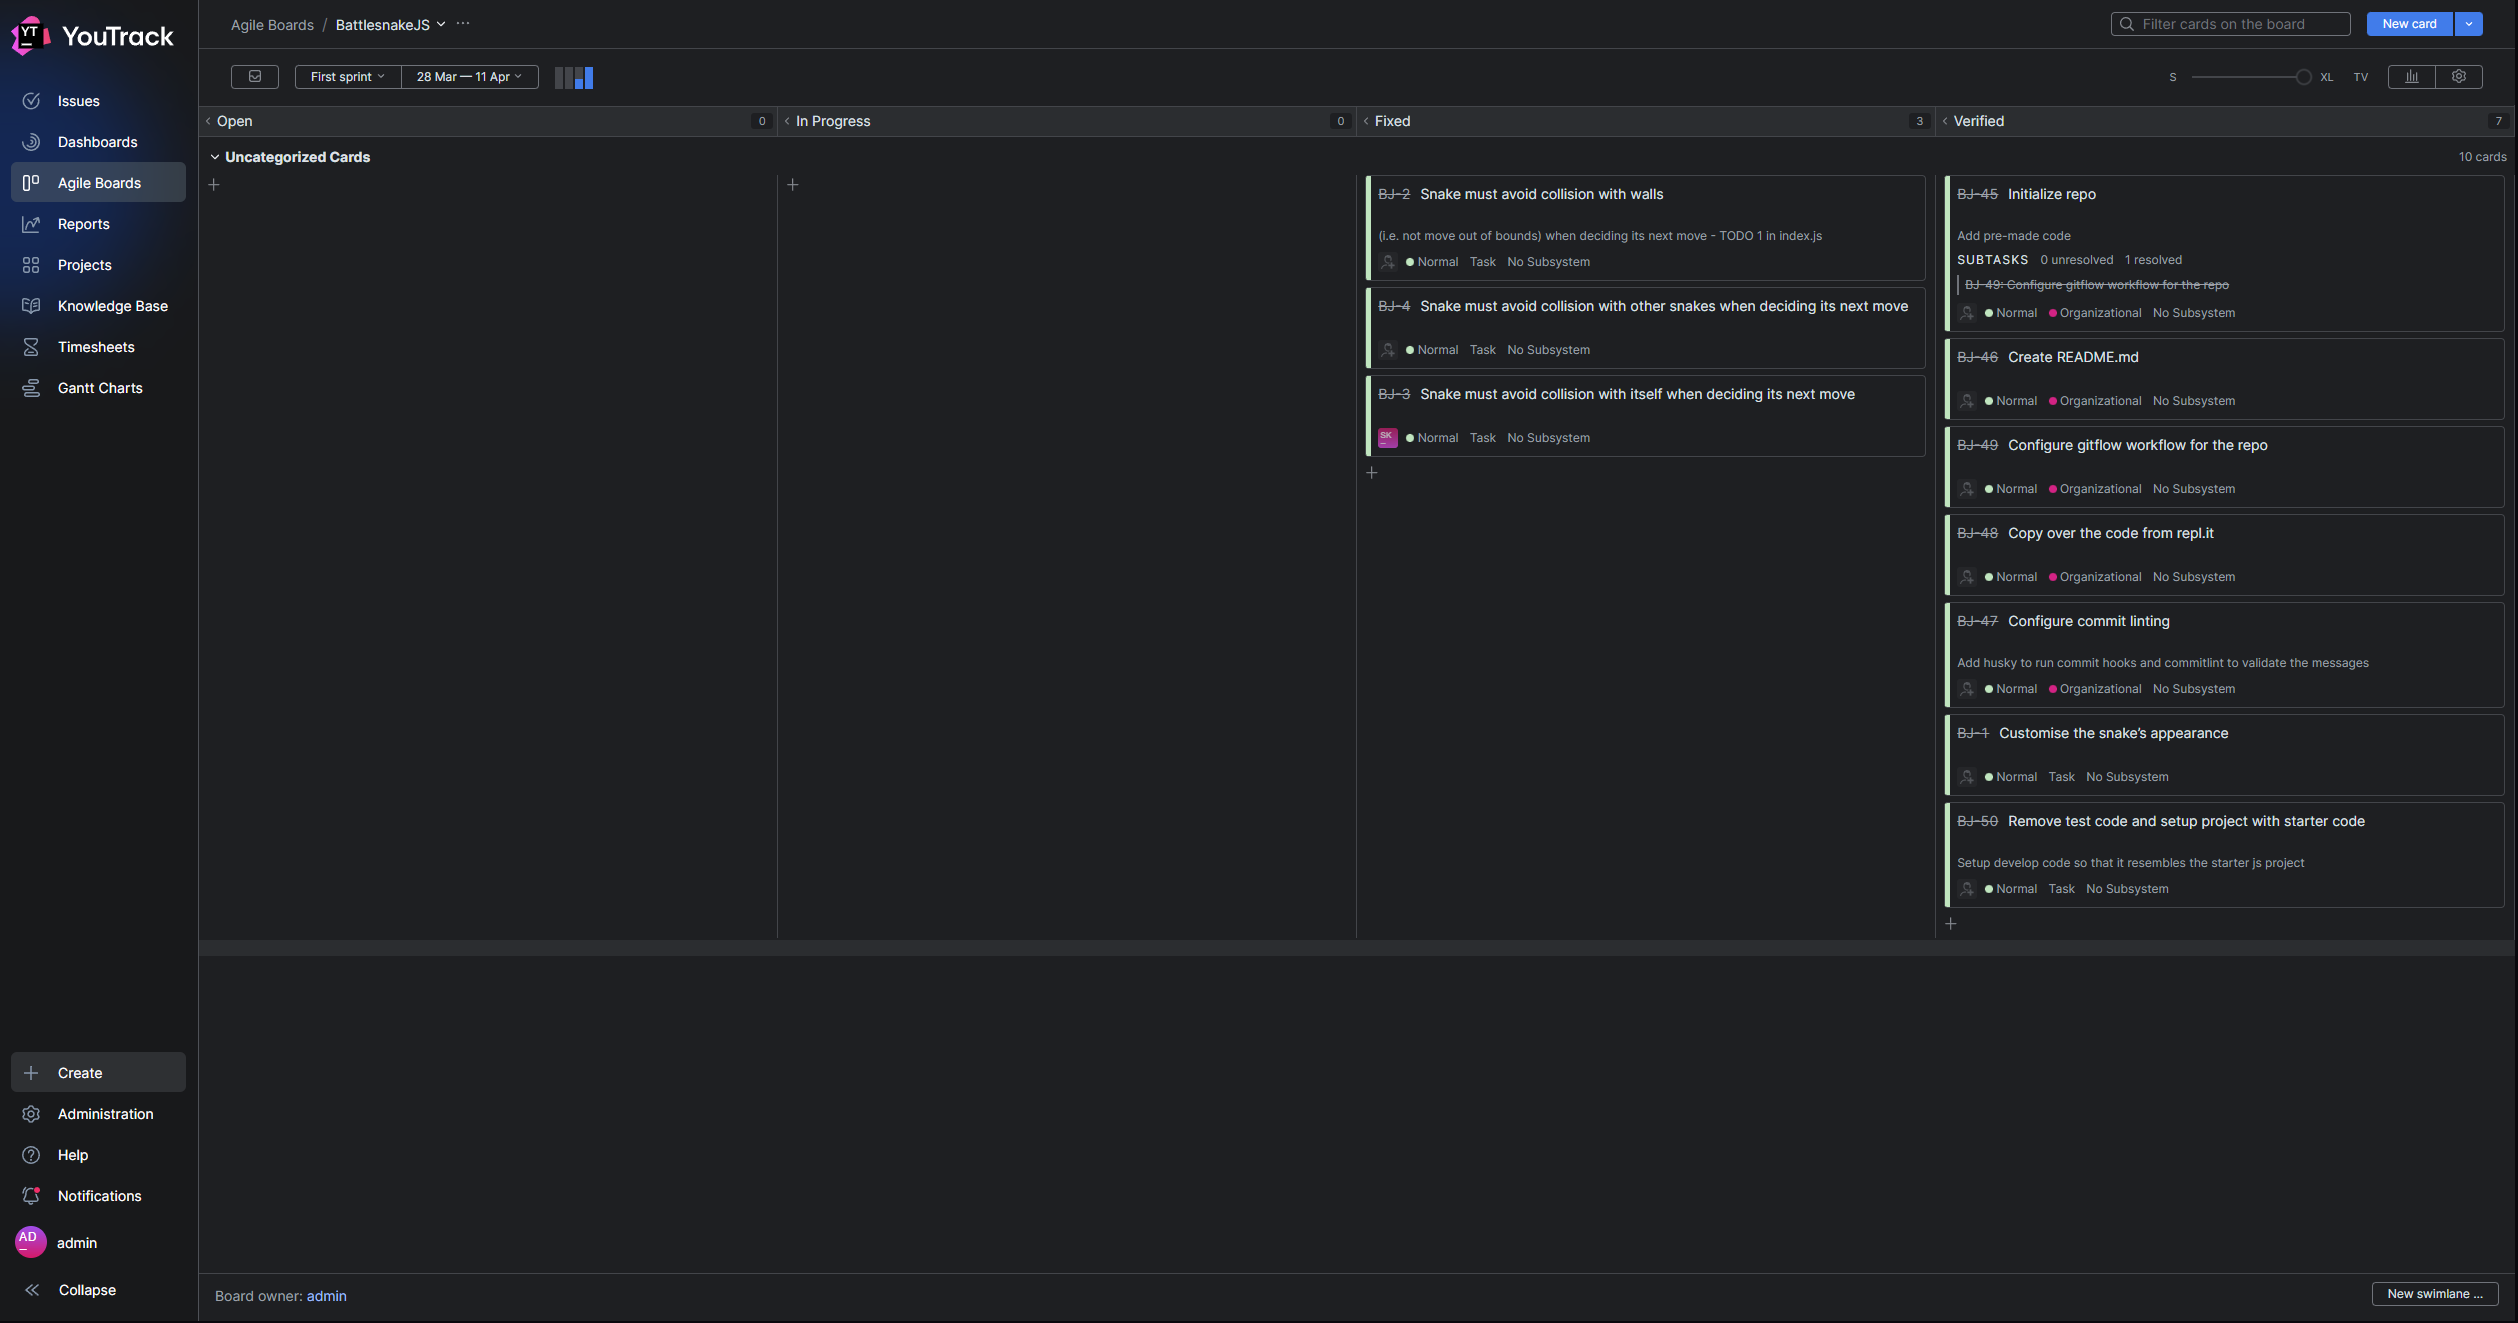 YT YouTrack
Issues
Dashboards
Agile Boards
Reports
Projects
Knowledge Base
Timesheets
Gantt Charts
Create
Administration
Help
Notifications
AD admin
Collapse
Agile Boards / BattlesnakeJS ...
Filter cards on the board
New card
First sprint
28 Mar — 11 Apr
S XL TV
Open 0
In Progress 0
Fixed 3
Verified 7
Uncategorized Cards
10 cards
BJ-2 Snake must avoid collision with walls
(i.e. not move out of bounds) when deciding its next move - TODO 1 in index.js
Normal Task No Subsystem
BJ-4 Snake must avoid collision with other snakes when deciding its next move
Normal Task No Subsystem
BJ-3 Snake must avoid collision with itself when deciding its next move
SK Normal Task No Subsystem
BJ-45 Initialize repo
Add pre-made code
SUBTASKS 0 unresolved 1 resolved
BJ-49: Configure gitflow workflow for the repo
Normal Organizational No Subsystem
BJ-46 Create README.md
Normal Organizational No Subsystem
BJ-49 Configure gitflow workflow for the repo
Normal Organizational No Subsystem
BJ-48 Copy over the code from repl.it
Normal Organizational No Subsystem
BJ-47 Configure commit linting
Add husky to run commit hooks and commitlint to validate the messages
Normal Organizational No Subsystem
BJ-1 Customise the snake's appearance
Normal Task No Subsystem
BJ-50 Remove test code and setup project with starter code
Setup develop code so that it resembles the starter js project
Normal Task No Subsystem
Board owner: admin
New swimlane ...